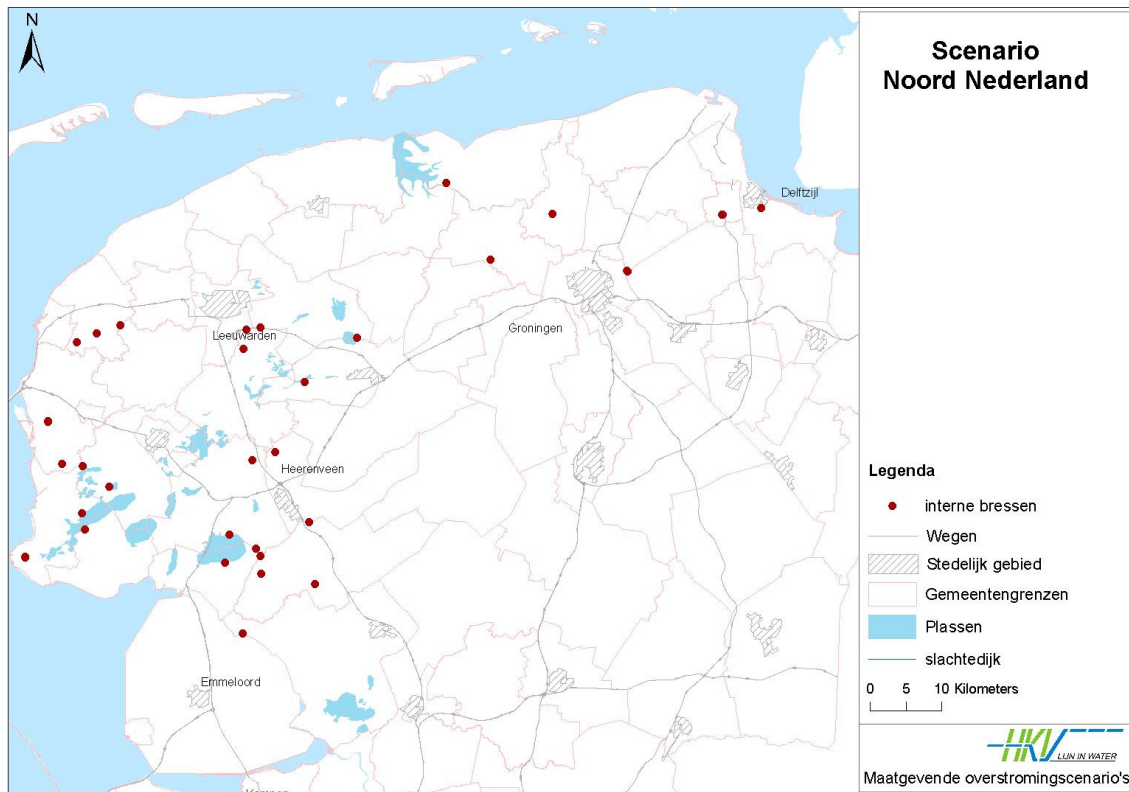 N
Scenario
Noord Nederland
Delftzijl
Groningen
Leeuwarden
Heerenveen
Emmeloord
Legenda
interne bressen
Wegen
Stedelijk gebied
Gemeentengrenzen
Plassen
slachtedijk
0 5 10 Kilometers
HKV
LIJN IN WATER
Maatgevende overstromingscenario's